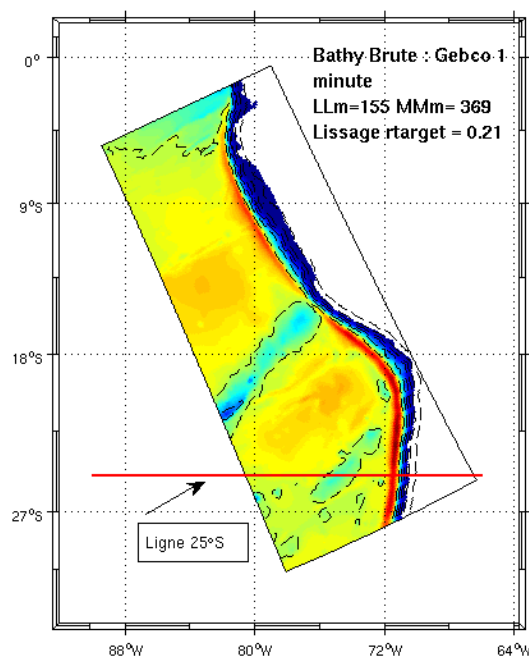 0°
Bathy Brute : Gebco 1
minute
LLm=155 MMm= 369
Lissage rtarget = 0.21
9°S
18°S
27°S
Ligne 25°S
88°W
80°W
72°W
64°W